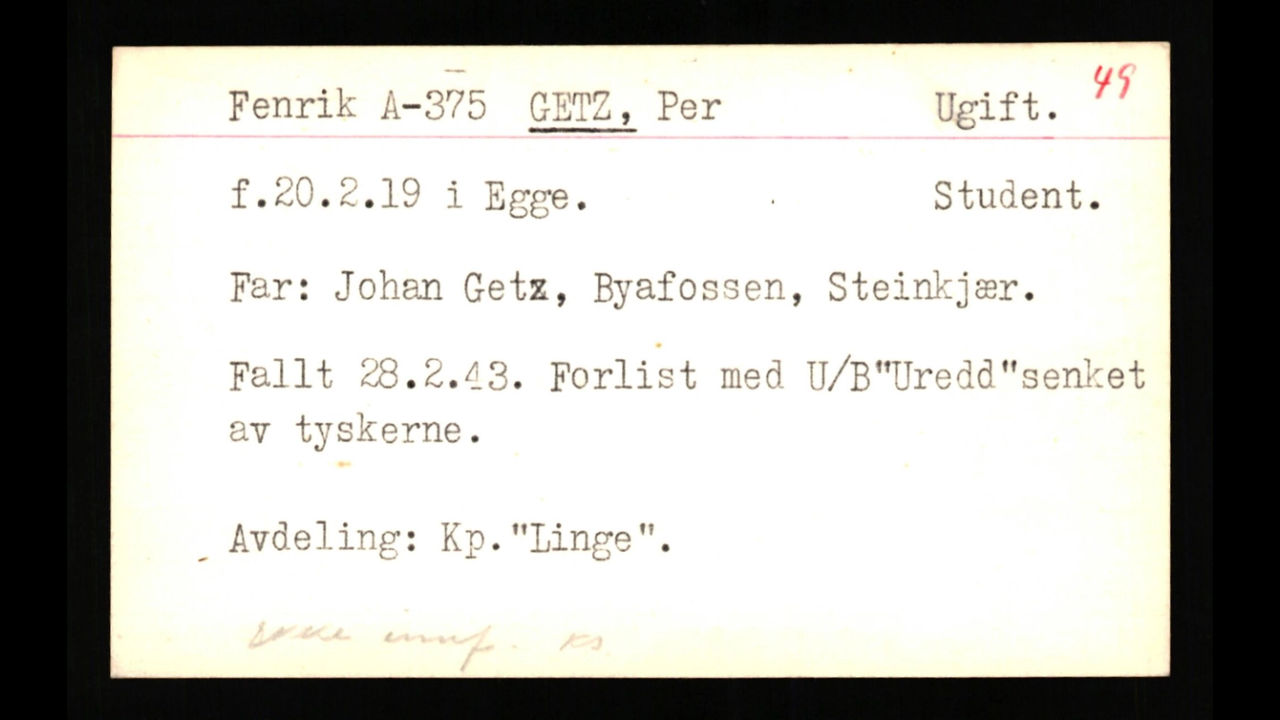 49
Fenrik A-375 GETZ, Per Ugift.
f.20.2.19 i Egge. Student.
Far: Johan Getz, Byafossen, Steinkjær.
Fallt 28.2.43. Forlist med U/B"Uredd"senket
av tyskerne.
Avdeling: Kp."Linge".